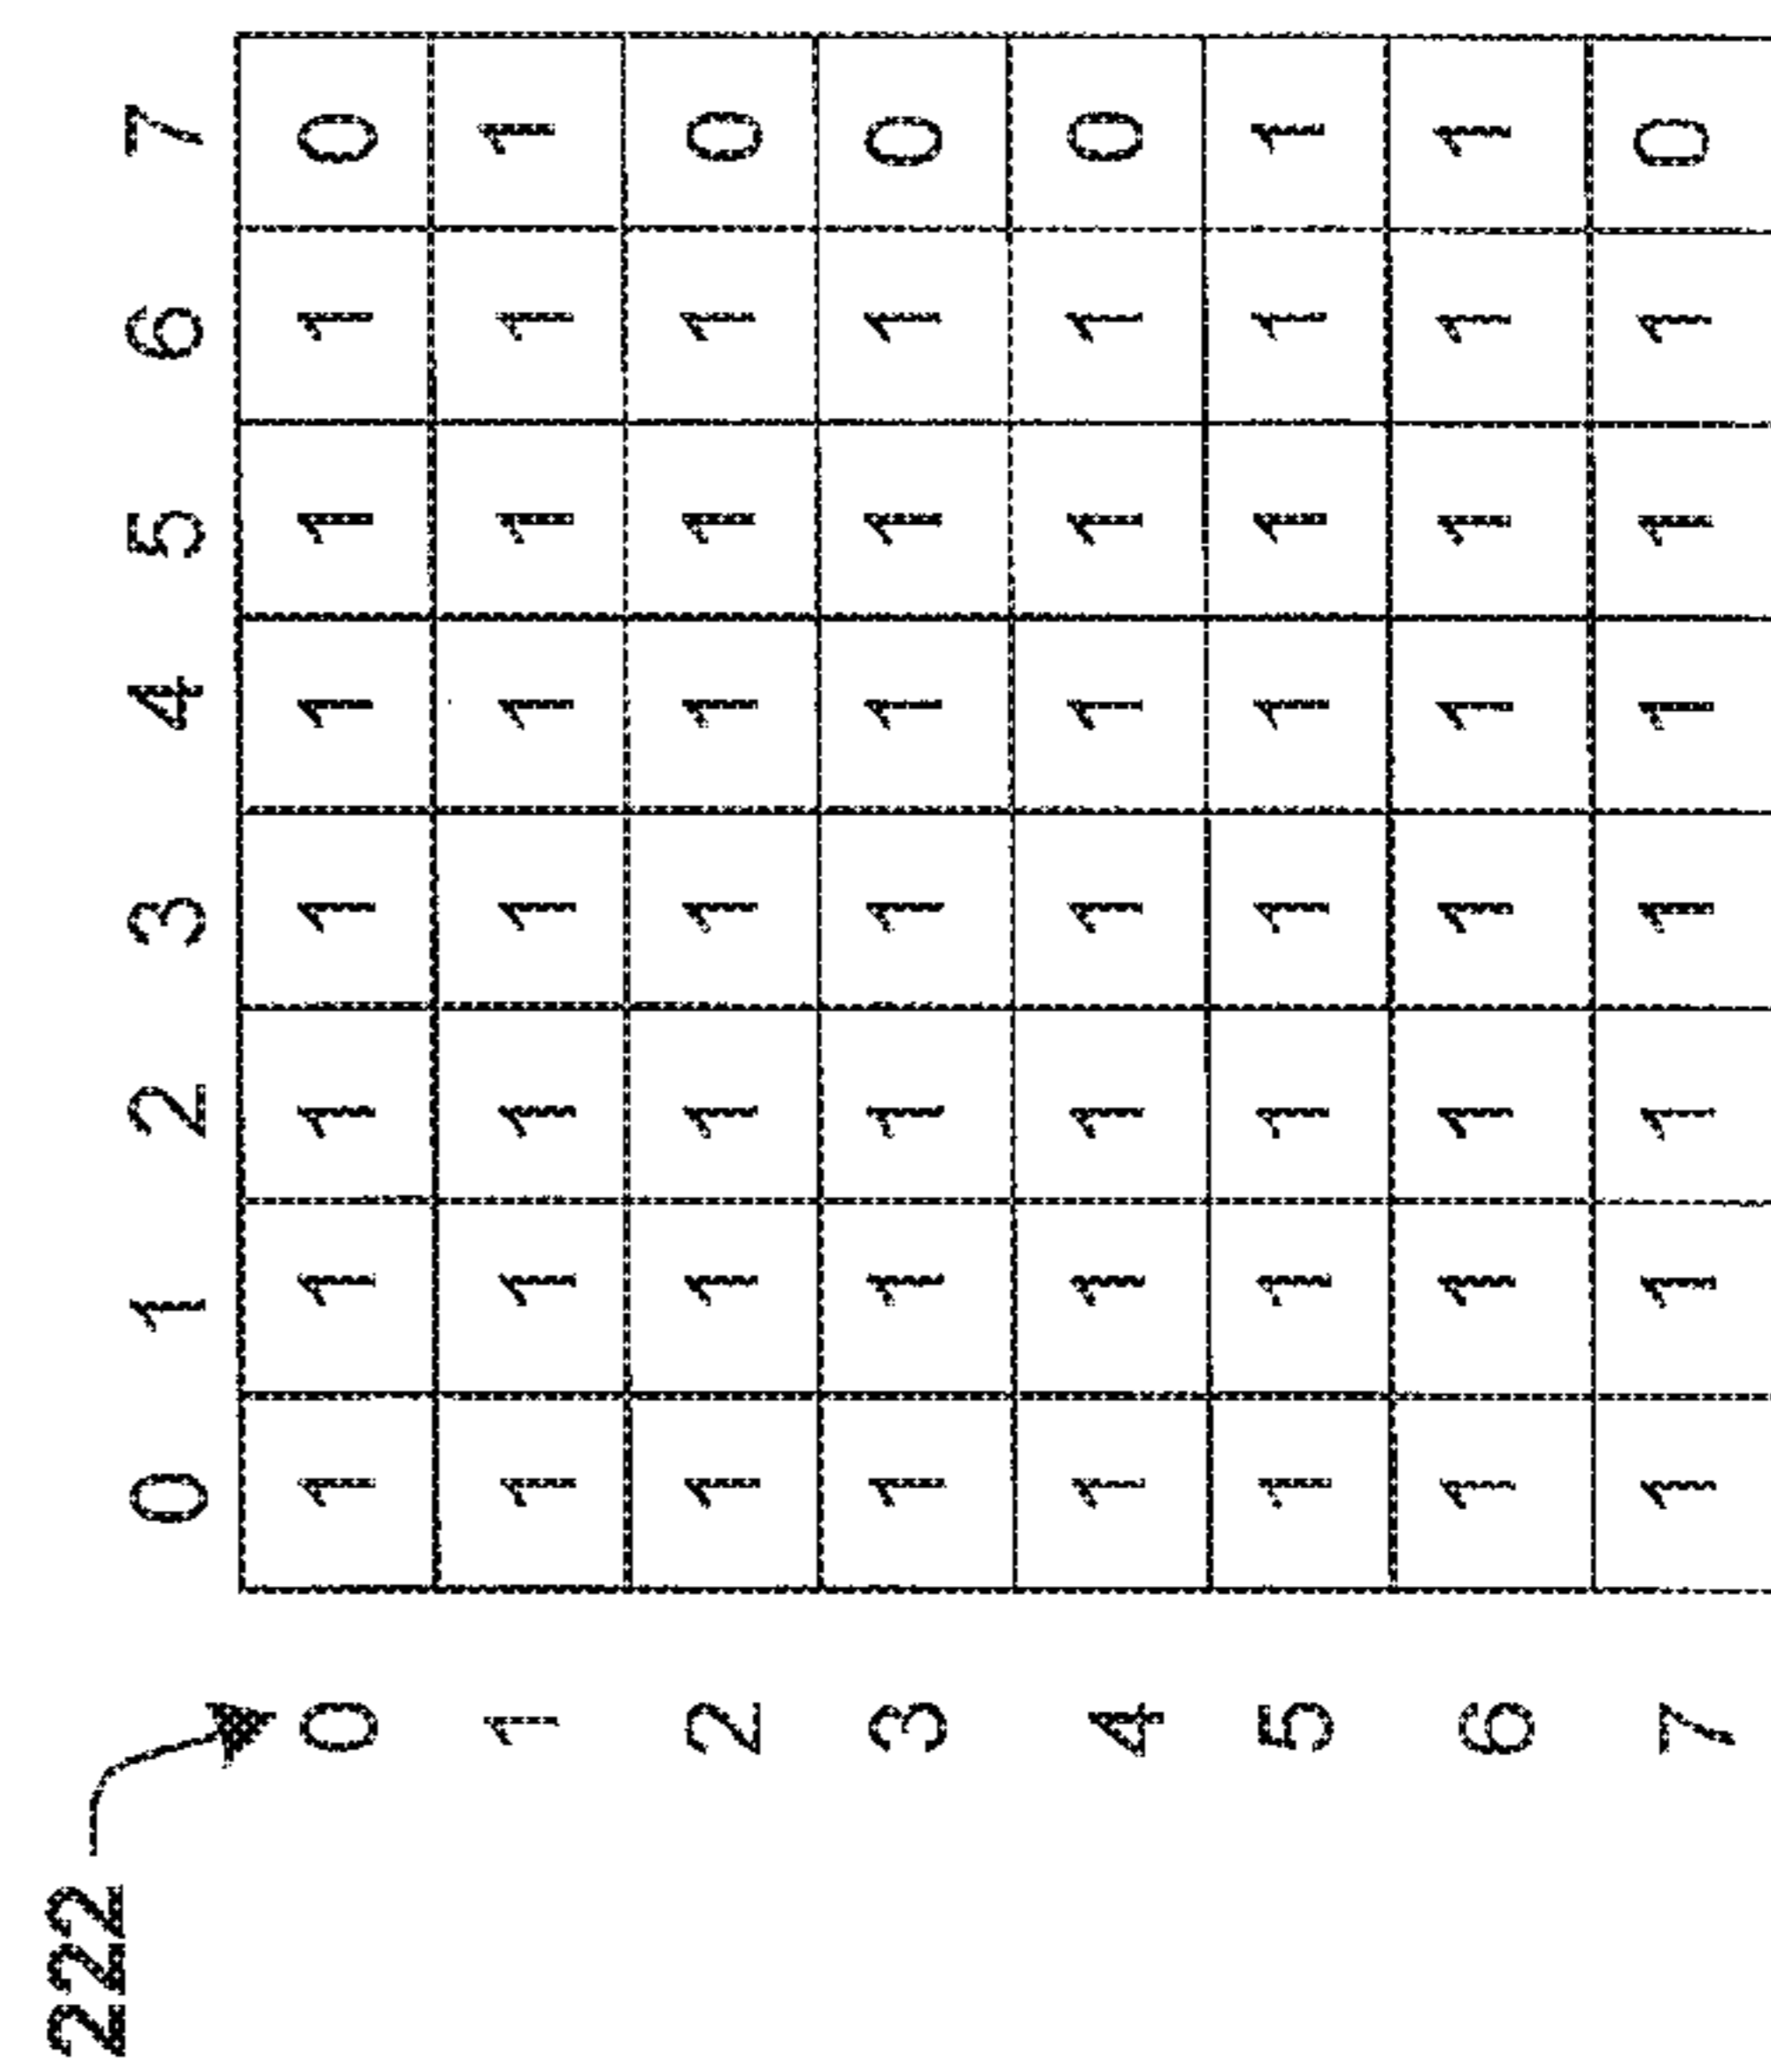 222
0 1 2 3 4 5 6 7
0 1 1 1 1 1 1 1 0
1 1 1 1 1 1 1 1 1
2 1 1 1 1 1 1 1 0
3 1 1 1 1 1 1 1 0
4 1 1 1 1 1 1 1 0
5 1 1 1 1 1 1 1 1
6 1 1 1 1 1 1 1 1
7 1 1 1 1 1 1 1 0